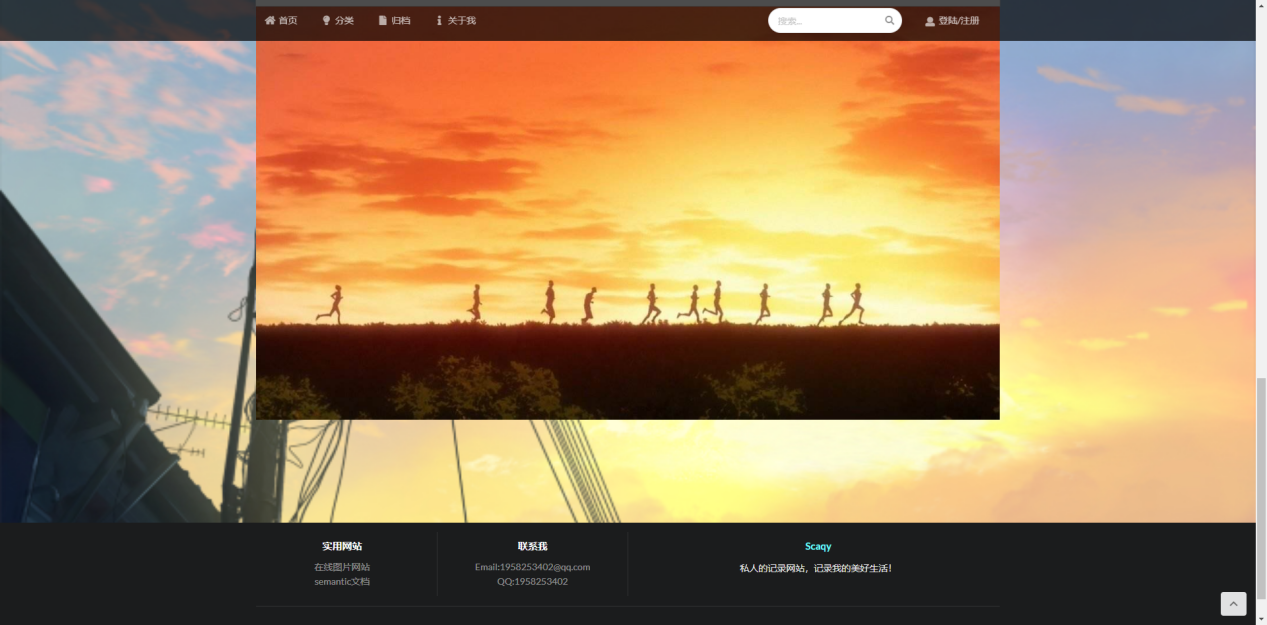 首页 分类 归档 关于我 搜索... 登陆/注册
实用网站
在线图片网站
semantic文档
联系我
Email:1958253402@qq.com
QQ:1958253402
Scaqy
私人的记录网站，记录我的美好生活！